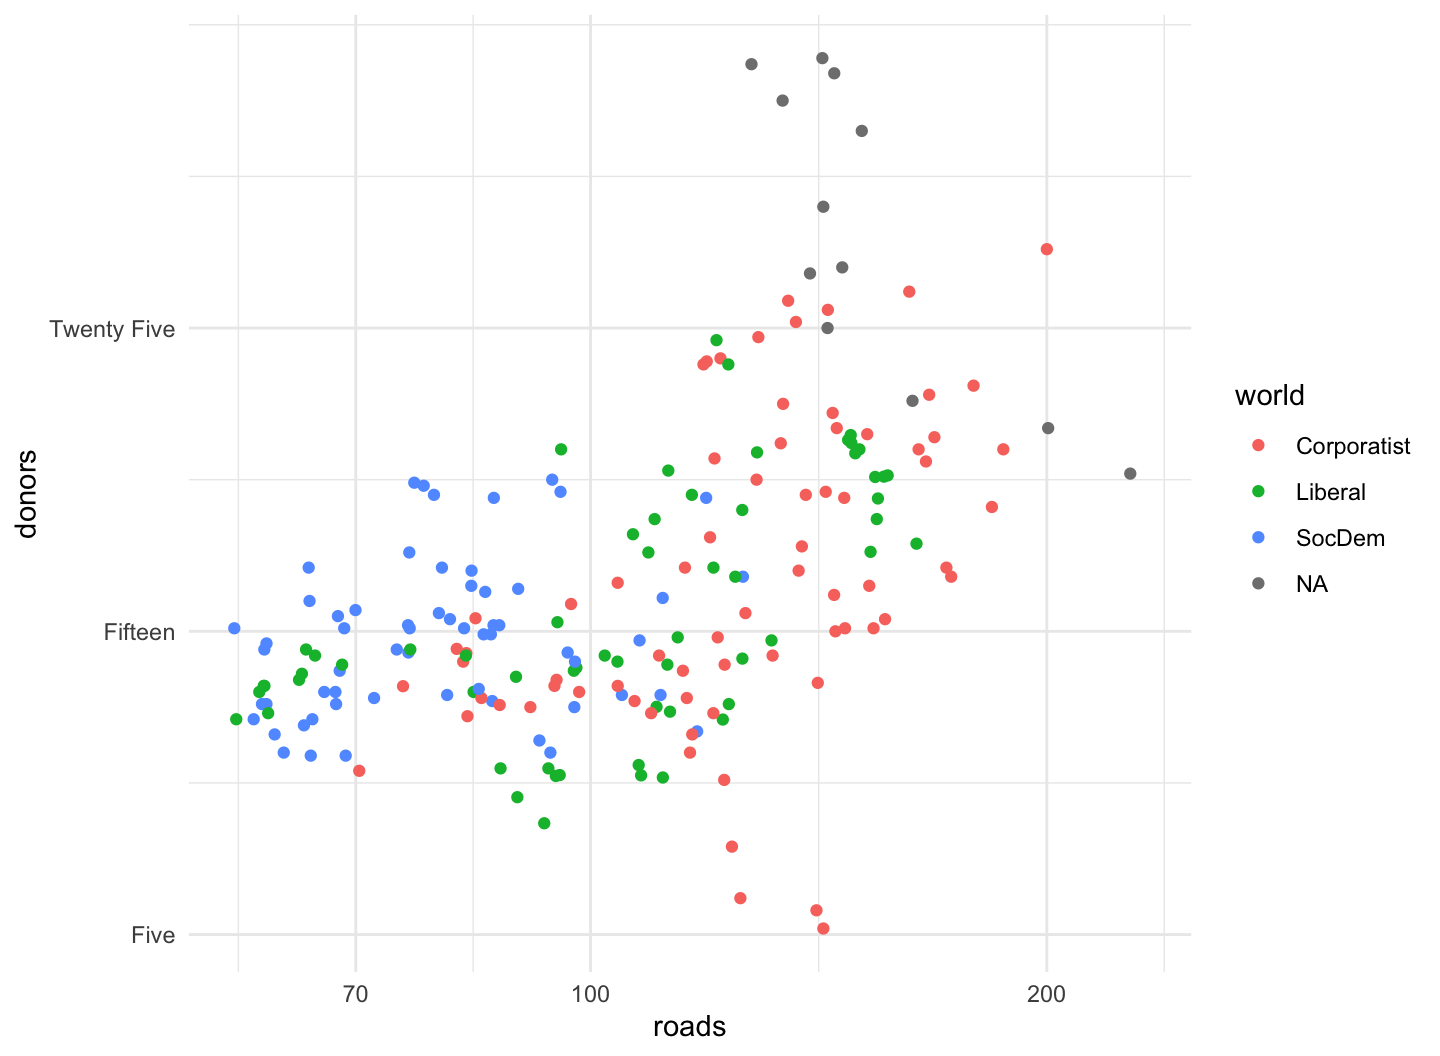 donors
Twenty Five
Fifteen
Five
70
100
200
roads
world
Corporatist
Liberal
SocDem
NA